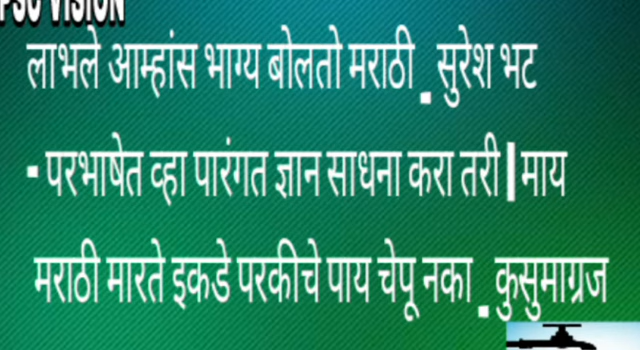 PSC VISION
लाभले आम्हांस भाग्य बोलतो मराठी . सुरेश भट
- परभाषेत व्हा पारंगत ज्ञान साधना करा तरी | माय
मराठी मारते इकडे परकीचे पाय चेपू नका . कुसुमाग्रज